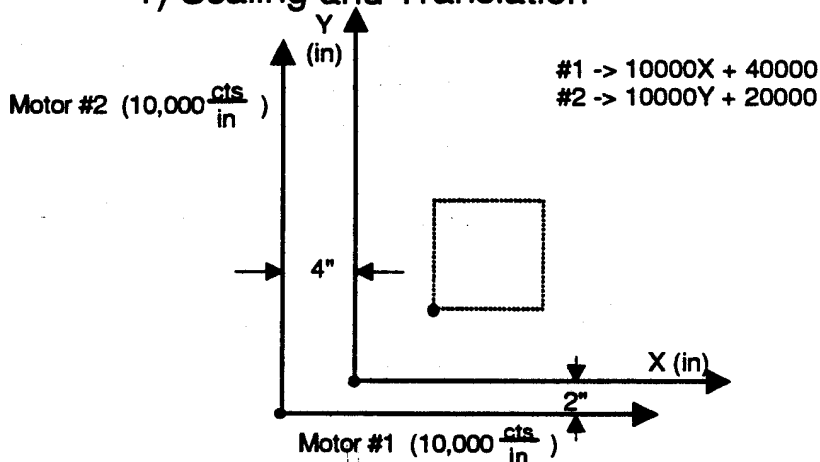 1) Scaling and Translation
Y
(in)
#1 -> 10000X + 40000
#2 -> 10000Y + 20000
Motor #2 (10,000 cts
in )
4"
X (in)
2"
Motor #1 (10,000 cts
in )